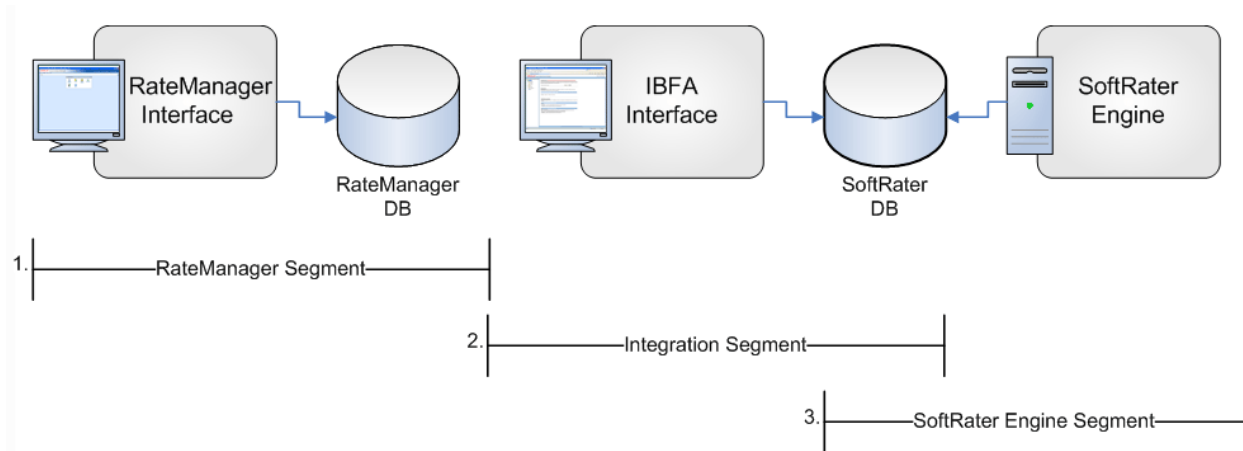 RateManager
Interface
RateManager
DB
IBFA
Interface
SoftRater
DB
SoftRater
Engine
1. RateManager Segment
2. Integration Segment
3. SoftRater Engine Segment